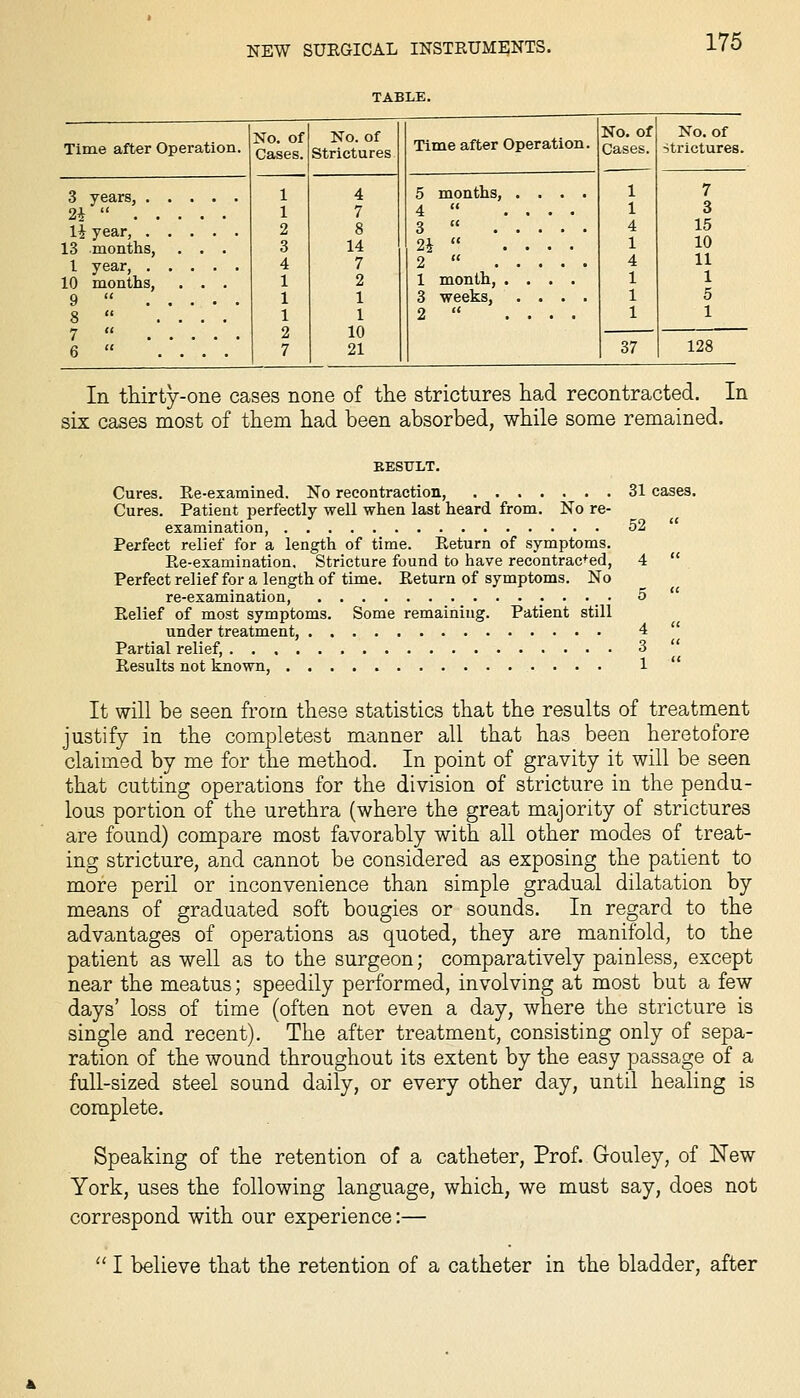 NEW SURGICAL INSTRUMENTS. 175
TABLE.
Time after Operation. No. of Cases. No. of Strictures. Time after Operation. No. of Cases. No. of Strictures.
3 years, . . . . . 1 4 5 months, . . . . 1 7
2½ " . . . . . 1 7 4 " . . . . 1 3
1½ year, . . . . . 2 8 3 " . . . . . 4 15
13 months, . . . 3 14 2½ " . . . . 1 10
1 year, . . . . . 4 7 2 " . . . . . 4 11
10 months, . . . 1 2 1 month, . . . . 1 1
9 " . . . . . 1 1 3 weeks, . . . . 1 5
8 " . . . . 1 1 2 " . . . . 1 1
7 " . . . . . 2 10
6 " . . . . 7 21 37 128
In thirty-one cases none of the strictures had recontracted. In
six cases most of them had been absorbed, while some remained.
RESULT.
Cures. Re-examined. No recontraction, . . . . . . . 31 cases.
Cures. Patient perfectly well when last heard from. No re-
examination, . . . . . . . . . . . . . . . 52 "
Perfect relief for a length of time. Return of symptoms.
Re-examination. Stricture found to have recontracted, 4 "
Perfect relief for a length of time. Return of symptoms. No
re-examination, . . . . . . . . . . . . . . 5 "
Relief of most symptoms. Some remaining. Patient still
under treatment, . . . . . . . . . . . . . . 4 "
Partial relief, . . . . . . . . . . . . . . . . . 3 "
Results not known, . . . . . . . . . . . . . . . 1 "
It will be seen from these statistics that the results of treatment
justify in the completest manner all that has been heretofore
claimed by me for the method. In point of gravity it will be seen
that cutting operations for the division of stricture in the pendu-
lous portion of the urethra (where the great majority of strictures
are found) compare most favorably with all other modes of treat-
ing stricture, and cannot be considered as exposing the patient to
more peril or inconvenience than simple gradual dilatation by
means of graduated soft bougies or sounds. In regard to the
advantages of operations as quoted, they are manifold, to the
patient as well as to the surgeon; comparatively painless, except
near the meatus; speedily performed, involving at most but a few
days' loss of time (often not even a day, where the stricture is
single and recent). The after treatment, consisting only of sepa-
ration of the wound throughout its extent by the easy passage of a
full-sized steel sound daily, or every other day, until healing is
complete.
Speaking of the retention of a catheter, Prof. Gouley, of New
York, uses the following language, which, we must say, does not
correspond with our experience:—
" I believe that the retention of a catheter in the bladder, after